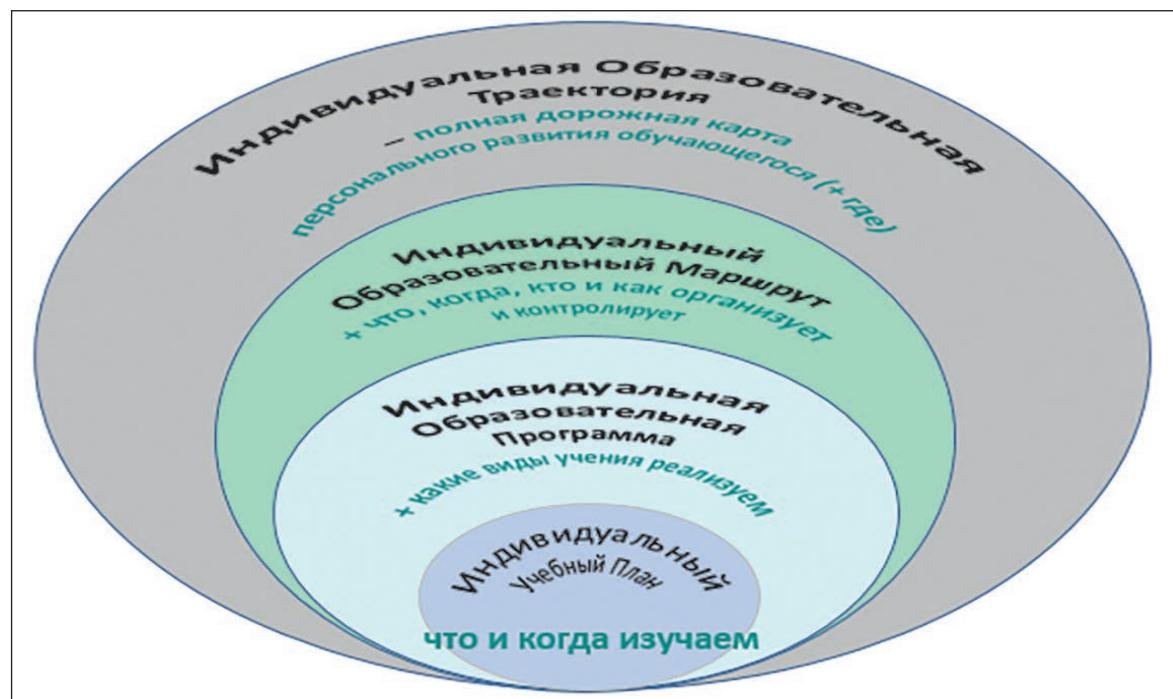 Индивидуальная Образовательная
Траектория
— полная дорожная карта
персонального развития обучающегося (+ где)
Индивидуальный
Образовательный Маршрут
+ что, когда, кто и как организует
и контролирует
Индивидуальная
Образовательная
Программа
+ какие виды учения реализуем
Индивидуальный
Учебный План
что и когда изучаем